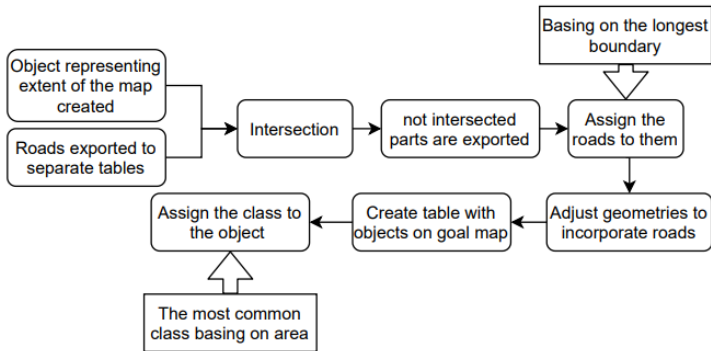 Basing on the longest
boundary
Object representing
extent of the map
created
Roads exported to
separate tables
Intersection
not intersected
parts are exported
Assign the
roads to them
Assign the class to
the object
Create table with
objects on goal map
Adjust geometries to
incorporate roads
The most common
class basing on area